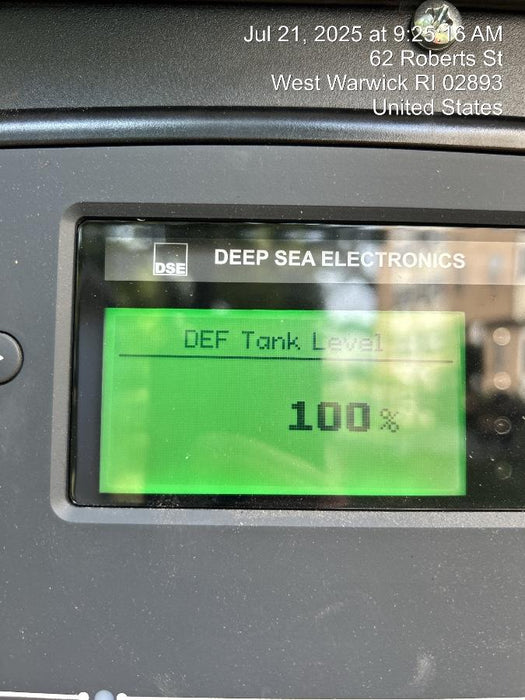 Jul 21, 2025 at 9:25:16 AM
62 Roberts St
West Warwick RI 02893
United States
DSE DEEP SEA ELECTRONICS
DEF Tank Level
100%